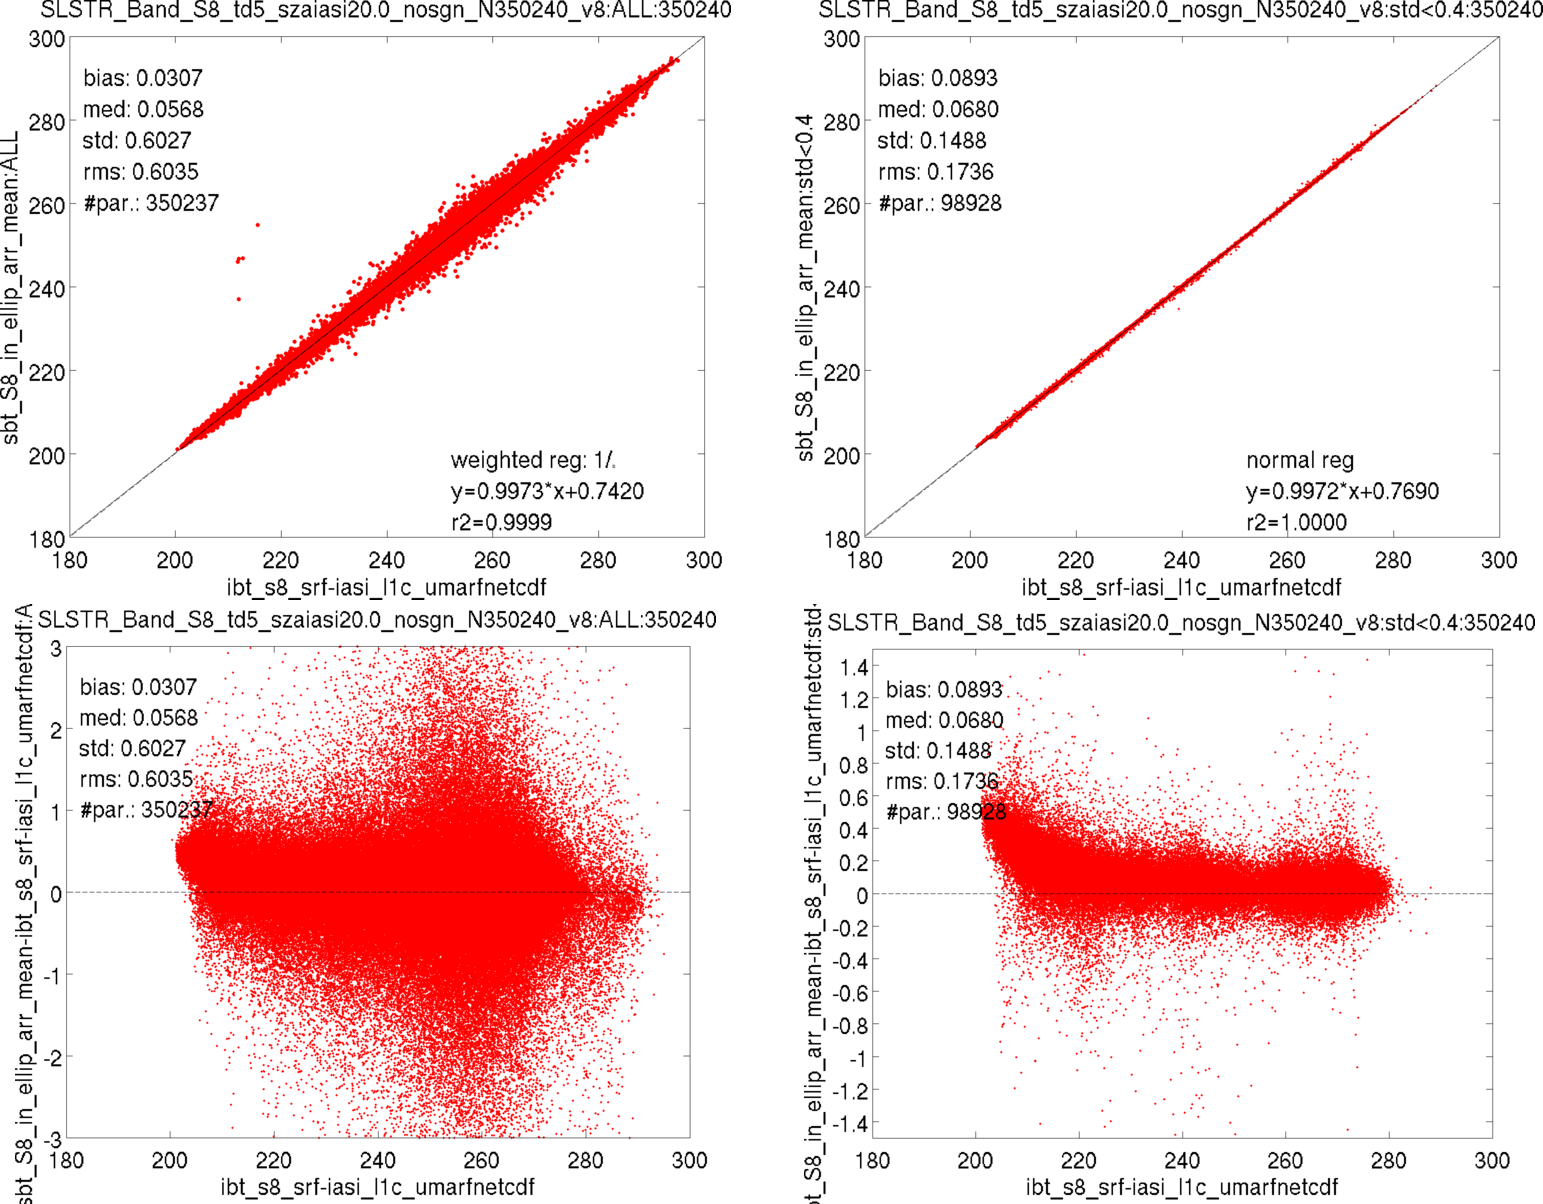 SLSTR_Band_S8_td5_szaiasi20.0_nosgn_N350240_v8:ALL:350240
300
280
260
240
220
200
180
bias: 0.0307
med: 0.0568
std: 0.6027
rms: 0.6035
#par.: 350237
weighted reg: 1/.
y=0.9973*x+0.7420
r2=0.9999
180 200 220 240 260 280 300
sbt_S8_in_ellip_arr_mean:ALL
ibt_s8_srf-iasi_l1c_umarfnetcdf
SLSTR_Band_S8_td5_szaiasi20.0_nosgn_N350240_v8:std<0.4:350240
300
280
260
240
220
200
180
bias: 0.0893
med: 0.0680
std: 0.1488
rms: 0.1736
#par.: 98928
normal reg
y=0.9972*x+0.7690
r2=1.0000
180 200 220 240 260 280 300
sbt_S8_in_ellip_arr_mean:std<0.4
ibt_s8_srf-iasi_l1c_umarfnetcdf
SLSTR_Band_S8_td5_szaiasi20.0_nosgn_N350240_v8:ALL:350240
3
2
1
0
-1
-2
-3
bias: 0.0307
med: 0.0568
std: 0.6027
rms: 0.6035
#par.: 350237
180 200 220 240 260 280 300
sbt_S8_in_ellip_arr_mean-ibt_s8_srf-iasi_l1c_umarfnetcdf:A
ibt_s8_srf-iasi_l1c_umarfnetcdf
SLSTR_Band_S8_td5_szaiasi20.0_nosgn_N350240_v8:std<0.4:350240
1.4
1.2
1
0.8
0.6
0.4
0.2
0
-0.2
-0.4
-0.6
-0.8
-1
-1.2
-1.4
bias: 0.0893
med: 0.0680
std: 0.1488
rms: 0.1736
#par.: 98928
180 200 220 240 260 280 300
bt_S8_in_ellip_arr_mean-ibt_s8_srf-iasi_l1c_umarfnetcdf:std
ibt_s8_srf-iasi_l1c_umarfnetcdf